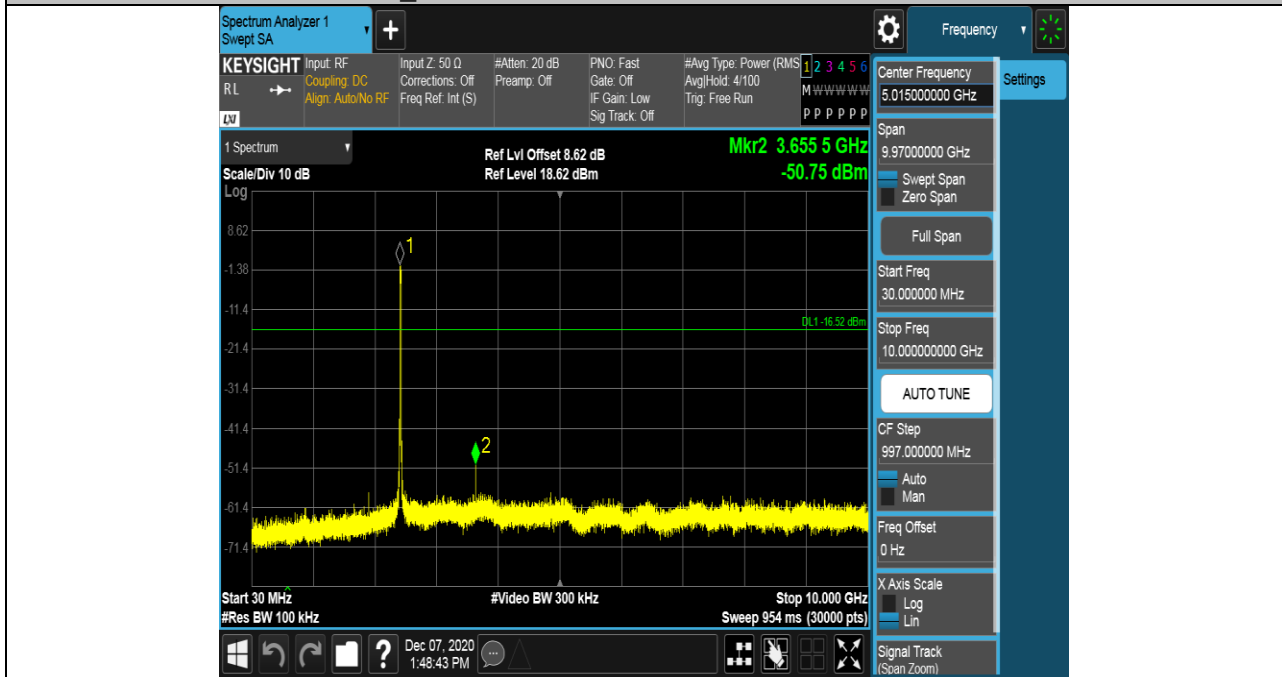 Spectrum Analyzer 1
Swept SA
+
Frequency
KEYSIGHT
RL
LXI
Input: RF
Coupling: DC
Align: Auto/No RF
Input Z: 50 Ω
Corrections: Off
Freq Ref: Int (S)
#Atten: 20 dB
Preamp: Off
PNO: Fast
Gate: Off
IF Gain: Low
Sig Track: Off
#Avg Type: Power (RMS
Avg|Hold: 4/100
Trig: Free Run
1 2 3 4 5 6
M W W W W W
P P P P P P
1 Spectrum
Scale/Div 10 dB
Log
Ref Lvl Offset 8.62 dB
Ref Level 18.62 dBm
Mkr2 3.655 5 GHz
-50.75 dBm
8.62
-1.38
-11.4
-21.4
-31.4
-41.4
-51.4
-61.4
-71.4
1
DL1 -16.52 dBm
2
Start 30 MHz
#Res BW 100 kHz
#Video BW 300 kHz
Stop 10.000 GHz
Sweep 954 ms (30000 pts)
Center Frequency
5.015000000 GHz
Settings
Span
9.97000000 GHz
Swept Span
Zero Span
Full Span
Start Freq
30.000000 MHz
Stop Freq
10.000000000 GHz
AUTO TUNE
CF Step
997.000000 MHz
Auto
Man
Freq Offset
0 Hz
X Axis Scale
Log
Lin
Signal Track
(Span Zoom)
?
Dec 07, 2020
1:48:43 PM